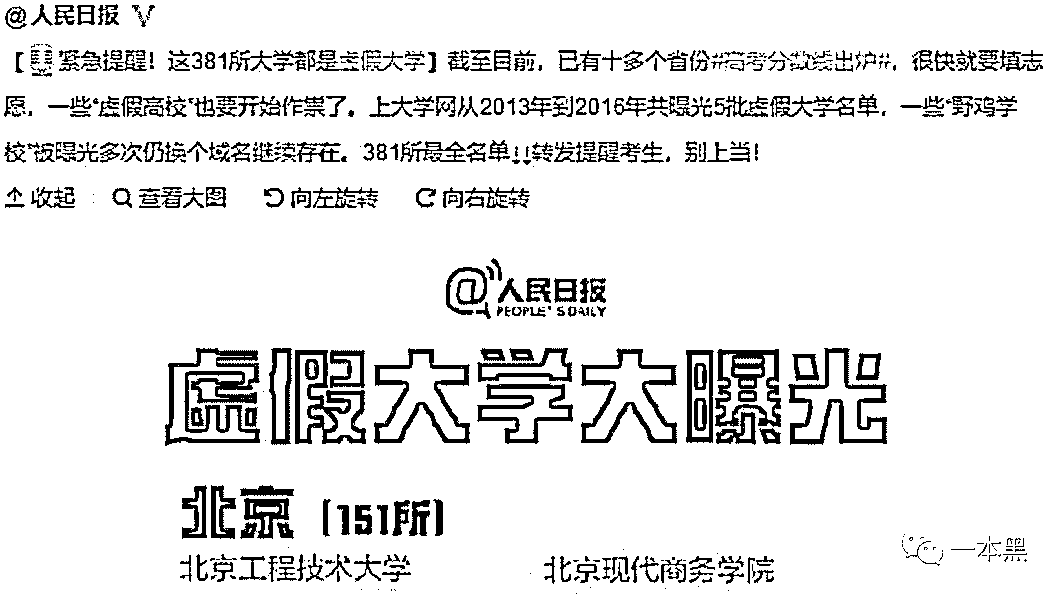 @人民日报
【紧急提醒！这381所大学都是虚假大学】截至目前，已有十多个省份#高考分数线出炉#，很快就要填志
愿，一些“虚假高校”也要开始作祟了。上大学网从2013年到2016年共曝光5批虚假大学名单，一些“野鸡学
校”被曝光多次仍换个域名继续存在。381所最全名单↓↓转发提醒考生，别上当！
收起 查看大图 向左旋转 向右旋转
@人民日报
PEOPLE'S DAILY
虚假大学大曝光
北京（151所）
北京工程技术大学 北京现代商务学院
一本黑